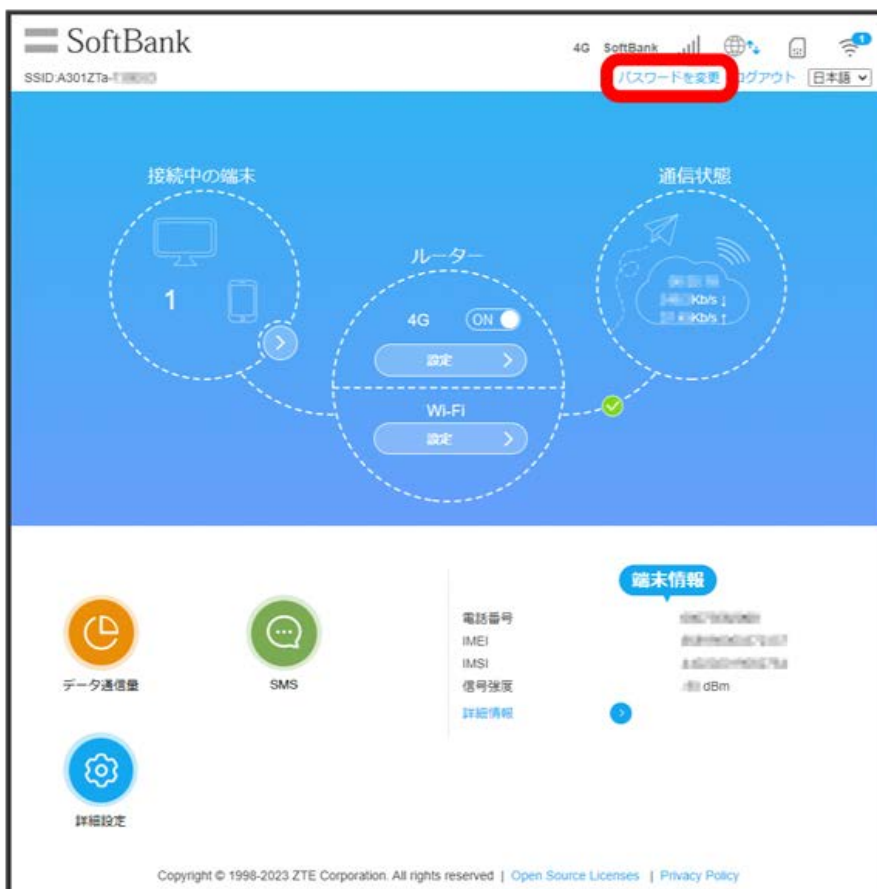 SoftBank
4G SoftBank
1
SSID:A301ZTa-
パスワードを変更 ログアウト 日本語
接続中の端末
通信状態
ルーター
Kb/s ↓
1
4G ON
Kb/s ↑
設定
Wi-Fi
設定
端末情報
電話番号
IMEI
IMSI
データ通信量
SMS
信号強度 dBm
詳細情報
詳細設定
Copyright © 1998-2023 ZTE Corporation. All rights reserved | Open Source Licenses | Privacy Policy